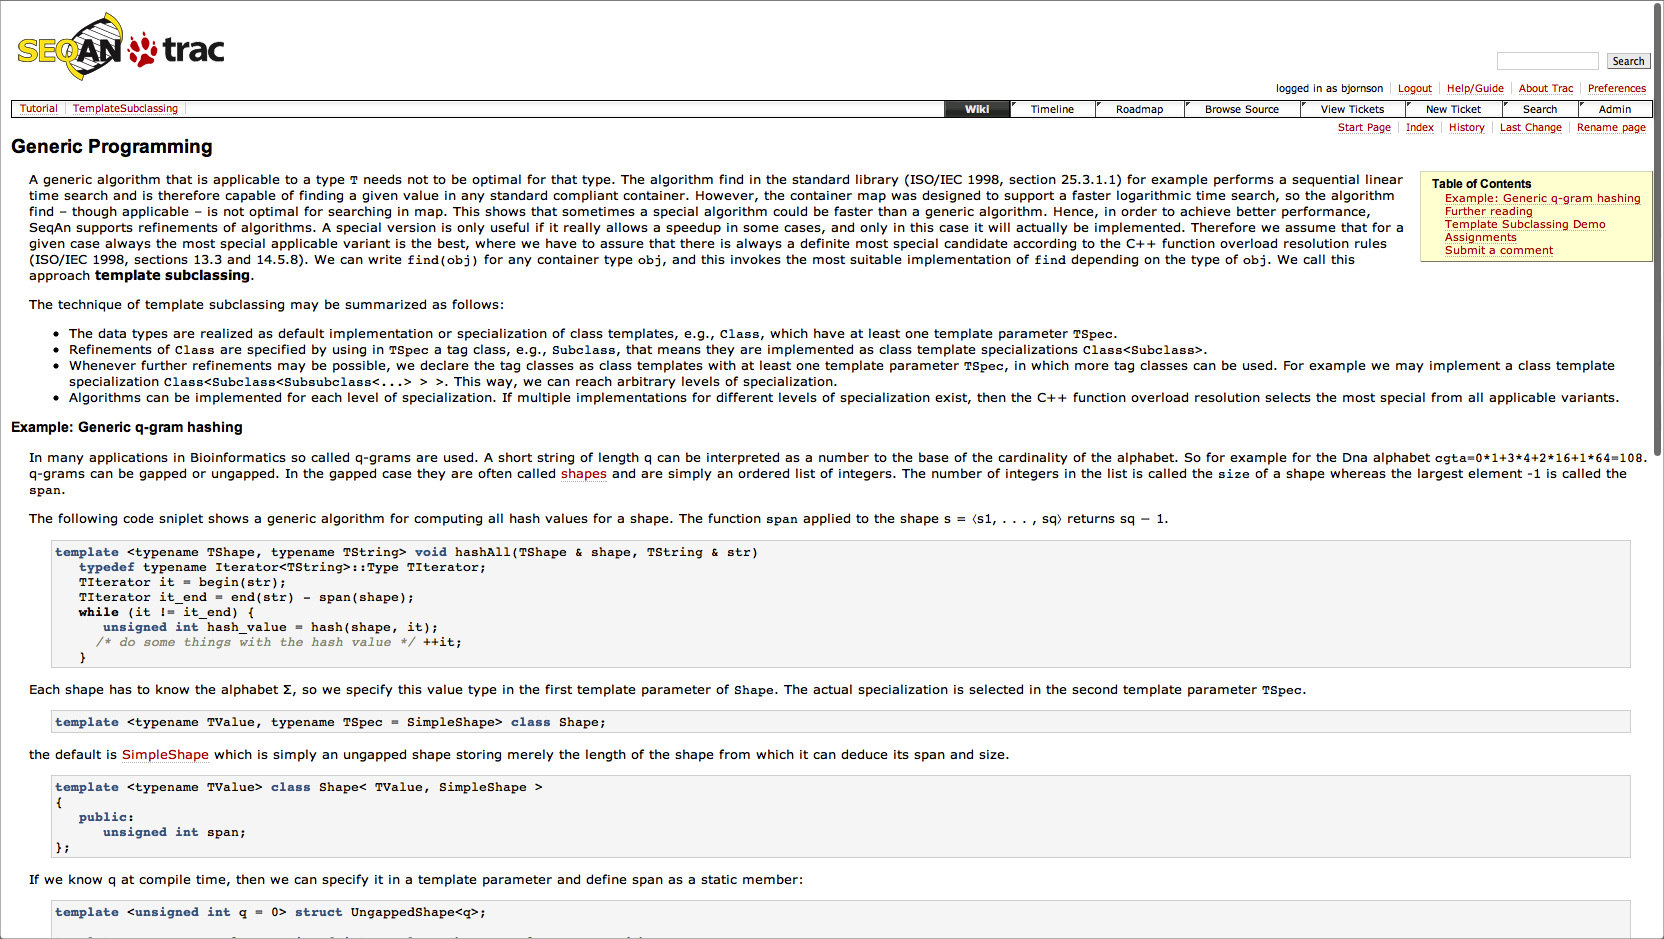 SEQAN trac
Search
logged in as bjornson Logout Help/Guide About Trac Preferences
Tutorial TemplateSubclassing Wiki Timeline Roadmap Browse Source View Tickets New Ticket Search Admin
Start Page Index History Last Change Rename page
Generic Programming
A generic algorithm that is applicable to a type T needs not to be optimal for that type. The algorithm find in the standard library (ISO/IEC 1998, section 25.3.1.1) for example performs a sequential linear
time search and is therefore capable of finding a given value in any standard compliant container. However, the container map was designed to support a faster logarithmic time search, so the algorithm
find – though applicable – is not optimal for searching in map. This shows that sometimes a special algorithm could be faster than a generic algorithm. Hence, in order to achieve better performance,
SeqAn supports refinements of algorithms. A special version is only useful if it really allows a speedup in some cases, and only in this case it will actually be implemented. Therefore we assume that for a
given case always the most special applicable variant is the best, where we have to assure that there is always a definite most special candidate according to the C++ function overload resolution rules
(ISO/IEC 1998, sections 13.3 and 14.5.8). We can write find(obj) for any container type obj, and this invokes the most suitable implementation of find depending on the type of obj. We call this
approach template subclassing.
Table of Contents
Example: Generic q-gram hashing
Further reading
Template Subclassing Demo
Assignments
Submit a comment
The technique of template subclassing may be summarized as follows:
• The data types are realized as default implementation or specialization of class templates, e.g., Class, which have at least one template parameter TSpec.
• Refinements of Class are specified by using in TSpec a tag class, e.g., Subclass, that means they are implemented as class template specializations Class<Subclass>.
• Whenever further refinements may be possible, we declare the tag classes as class templates with at least one template parameter TSpec, in which more tag classes can be used. For example we may implement a class template
specialization Class<Subclass<Subsubclass<...> > >. This way, we can reach arbitrary levels of specialization.
• Algorithms can be implemented for each level of specialization. If multiple implementations for different levels of specialization exist, then the C++ function overload resolution selects the most special from all applicable variants.
Example: Generic q-gram hashing
In many applications in Bioinformatics so called q-grams are used. A short string of length q can be interpreted as a number to the base of the cardinality of the alphabet. So for example for the Dna alphabet cgta=0*1+3*4+2*16+1*64=108.
q-grams can be gapped or ungapped. In the gapped case they are often called shapes and are simply an ordered list of integers. The number of integers in the list is called the size of a shape whereas the largest element -1 is called the
span.
The following code sniplet shows a generic algorithm for computing all hash values for a shape. The function span applied to the shape s = ⟨s1, . . . , sq⟩ returns sq − 1.
template <typename TShape, typename TString> void hashAll(TShape & shape, TString & str)
typedef typename Iterator<TString>::Type TIterator;
TIterator it = begin(str);
TIterator it_end = end(str) - span(shape);
while (it != it_end) {
unsigned int hash_value = hash(shape, it);
/* do some things with the hash value */ ++it;
}
Each shape has to know the alphabet Σ, so we specify this value type in the first template parameter of Shape. The actual specialization is selected in the second template parameter TSpec.
template <typename TValue, typename TSpec = SimpleShape> class Shape;
the default is SimpleShape which is simply an ungapped shape storing merely the length of the shape from which it can deduce its span and size.
template <typename TValue> class Shape< TValue, SimpleShape >
{
public:
unsigned int span;
};
If we know q at compile time, then we can specify it in a template parameter and define span as a static member:
template <unsigned int q = 0> struct UngappedShape<q>;